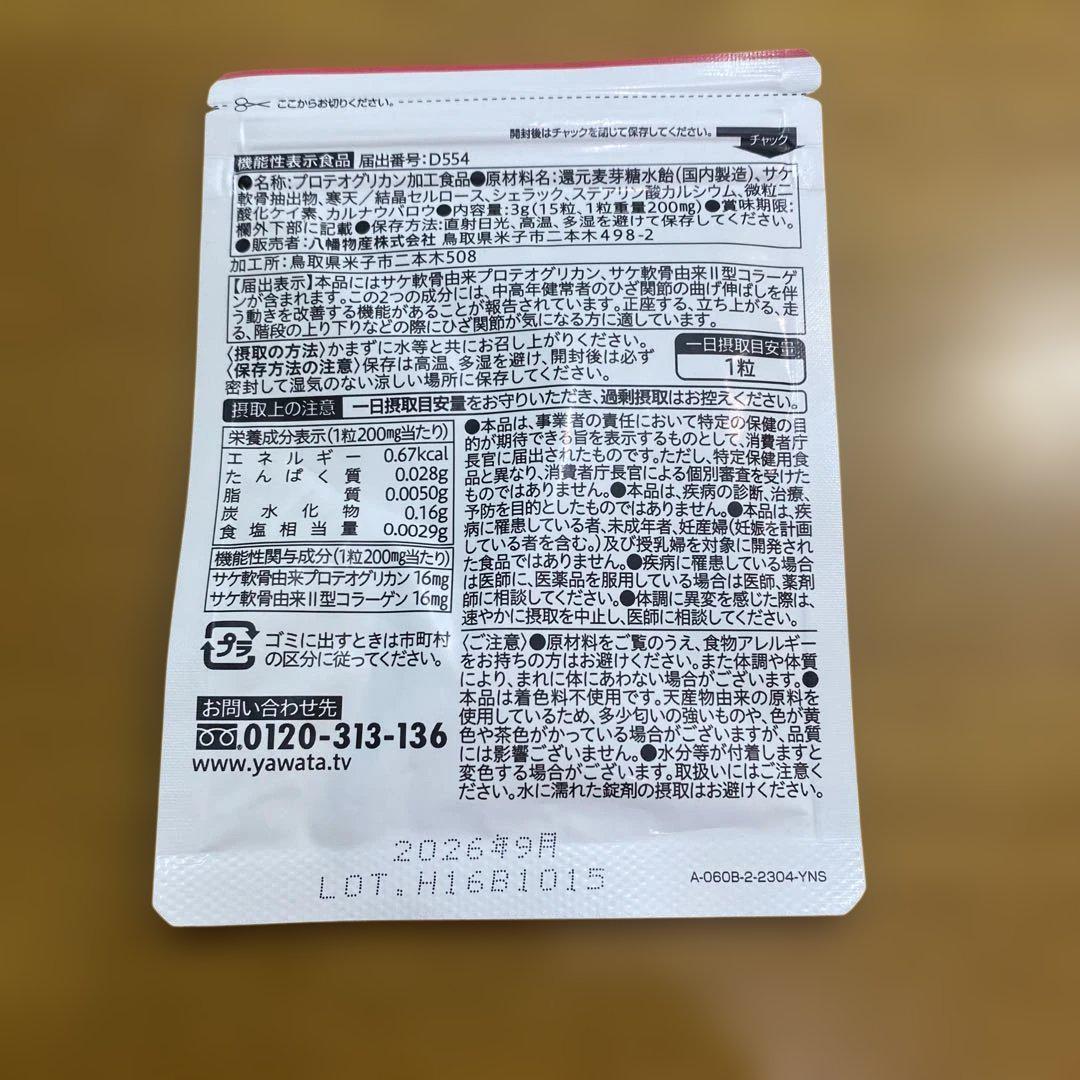 ここからお切りください。
開封後はチャックを閉じて保存してください。
チャック
機能性表示食品 届出番号:D554
●名称:プロテオグリカン加工食品●原材料名:還元麦芽糖水飴(国内製造)、サケ
軟骨抽出物、寒天/結晶セルロース、シェラック、ステアリン酸カルシウム、微粒二
酸化ケイ素、カルナウバロウ●内容量:3g(15粒、1粒重量200mg)●賞味期限:
欄外下部に記載●保存方法:直射日光、高温、多湿を避けて保存してください。
●販売者:八幡物産株式会社 鳥取県米子市二本木498-2
加工所:鳥取県米子市二本木508
【届出表示】本品にはサケ軟骨由来プロテオグリカン、サケ軟骨由来Ⅱ型コラーゲ
ンが含まれます。この2つの成分には、中高年健常者のひざ関節の曲げ伸ばしを伴
う動きを改善する機能があることが報告されています。正座する、立ち上がる、走
る、階段の上り下りなどの際にひざ関節が気になる方に適しています。
〈摂取の方法〉かまずに水等と共にお召し上がりください。
〈保存方法の注意〉保存は高温、多湿を避け、開封後は必ず
密封して湿気のない涼しい場所に保存してください。
一日摂取目安量
1粒
摂取上の注意 一日摂取目安量をお守りいただき、過剰摂取はお控えください。
栄養成分表示(1粒200mg当たり)
エネルギー 0.67kcal
たんぱく質 0.028g
脂質 0.0050g
炭水化物 0.16g
食塩相当量 0.0029g
機能性関与成分(1粒200mg当たり)
サケ軟骨由来プロテオグリカン 16mg
サケ軟骨由来Ⅱ型コラーゲン 16mg
プラ
ゴミに出すときは市町村
の区分に従ってください。
お問い合わせ先
0120-313-136
www.yawata.tv
●本品は、事業者の責任において特定の保健の目
的が期待できる旨を表示するものとして、消費者庁
長官に届出されたものです。ただし、特定保健用食
品と異なり、消費者庁長官による個別審査を受けた
ものではありません。●本品は、疾病の診断、治療、
予防を目的としたものではありません。●本品は、疾
病に罹患している者、未成年者、妊産婦(妊娠を計画
している者を含む。)及び授乳婦を対象に開発され
た食品ではありません。●疾病に罹患している場合
は医師に、医薬品を服用している場合は医師、薬剤
師に相談してください。●体調に異変を感じた際は、
速やかに摂取を中止し、医師に相談してください。
〈ご注意〉●原材料をご覧のうえ、食物アレルギー
をお持ちの方はお避けください。また体調や体質
により、まれに体にあわない場合がございます。●
本品は着色料不使用です。天産物由来の原料を
使用しているため、多少匂いの強いものや、色が黄
色や茶色がかっている場合がございますが、品質
には影響ございません。●水分等が付着しますと
変色する場合がございます。取扱いにはご注意く
ださい。水に濡れた錠剤の摂取はお避けください。
2026年9月
LOT.H16B1015
A-060B-2-2304-YNS